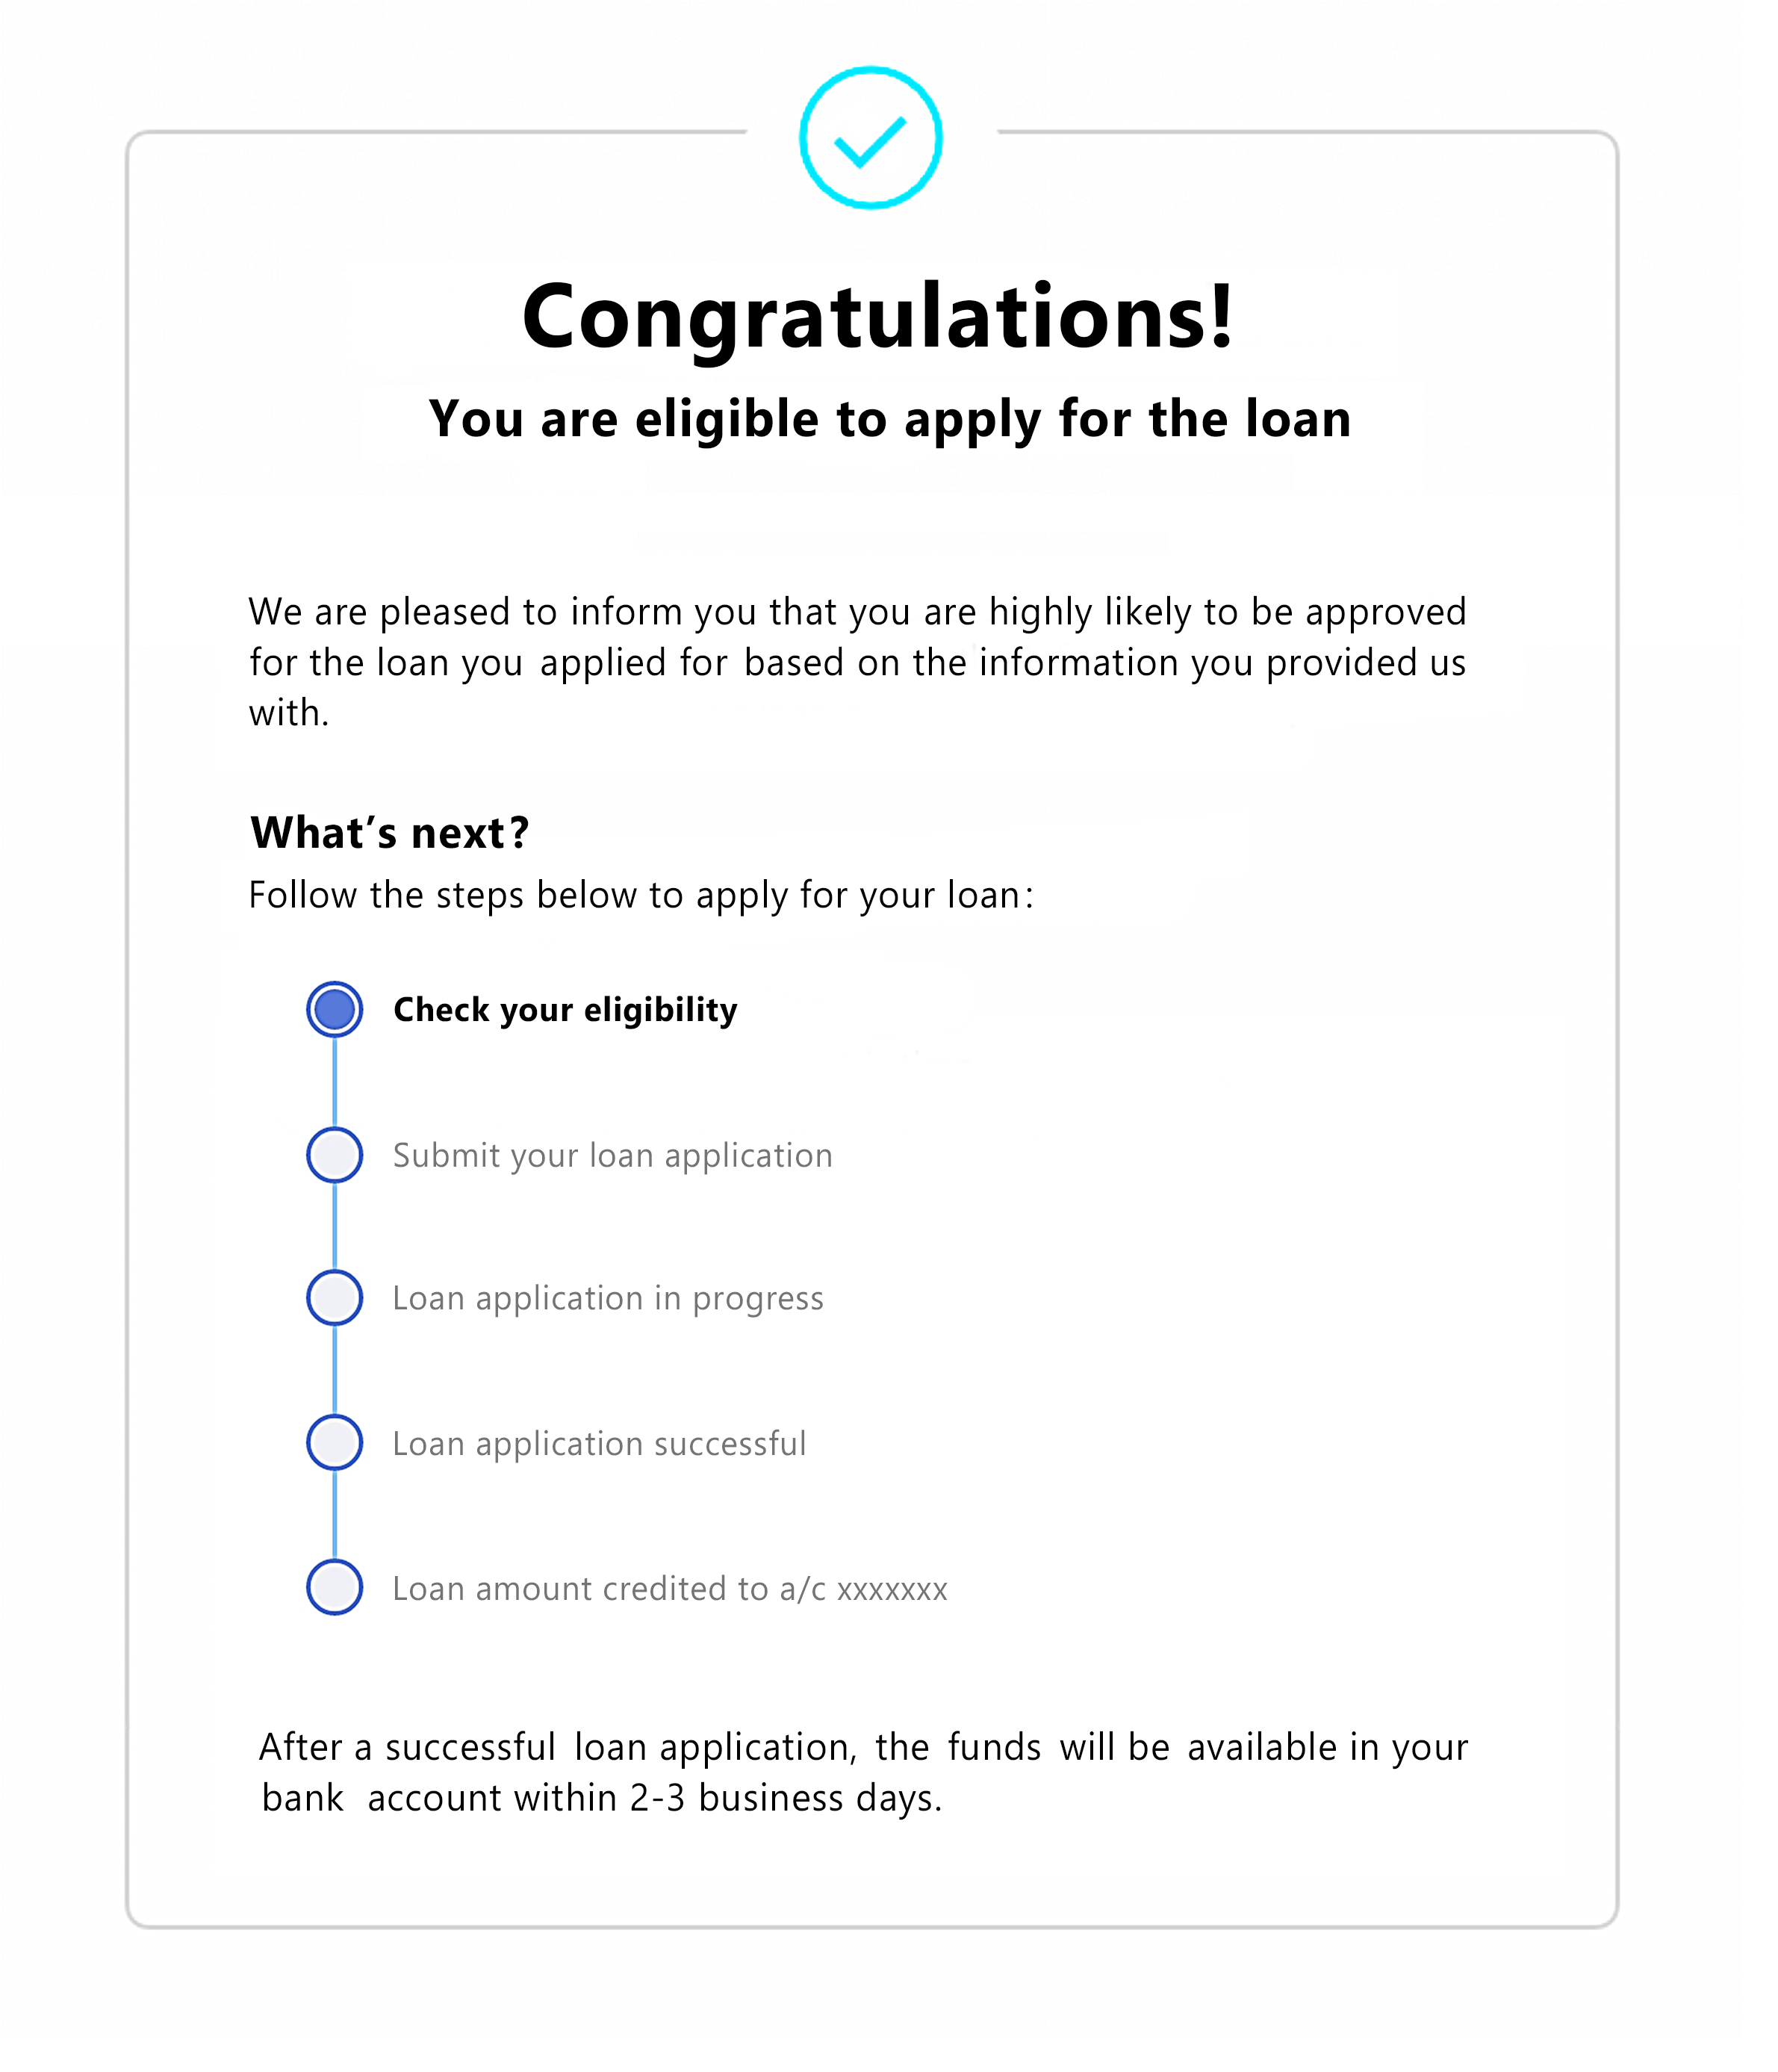 Congratulations!
You are eligible to apply for the loan
We are pleased to inform you that you are highly likely to be approved
for the loan you applied for based on the information you provided us
with.
What’s next?
Follow the steps below to apply for your loan:
Check your eligibility
Submit your loan application
Loan application in progress
Loan application successful
Loan amount credited to a/c xxxxxxx
After a successful loan application, the funds will be available in your
bank account within 2-3 business days.